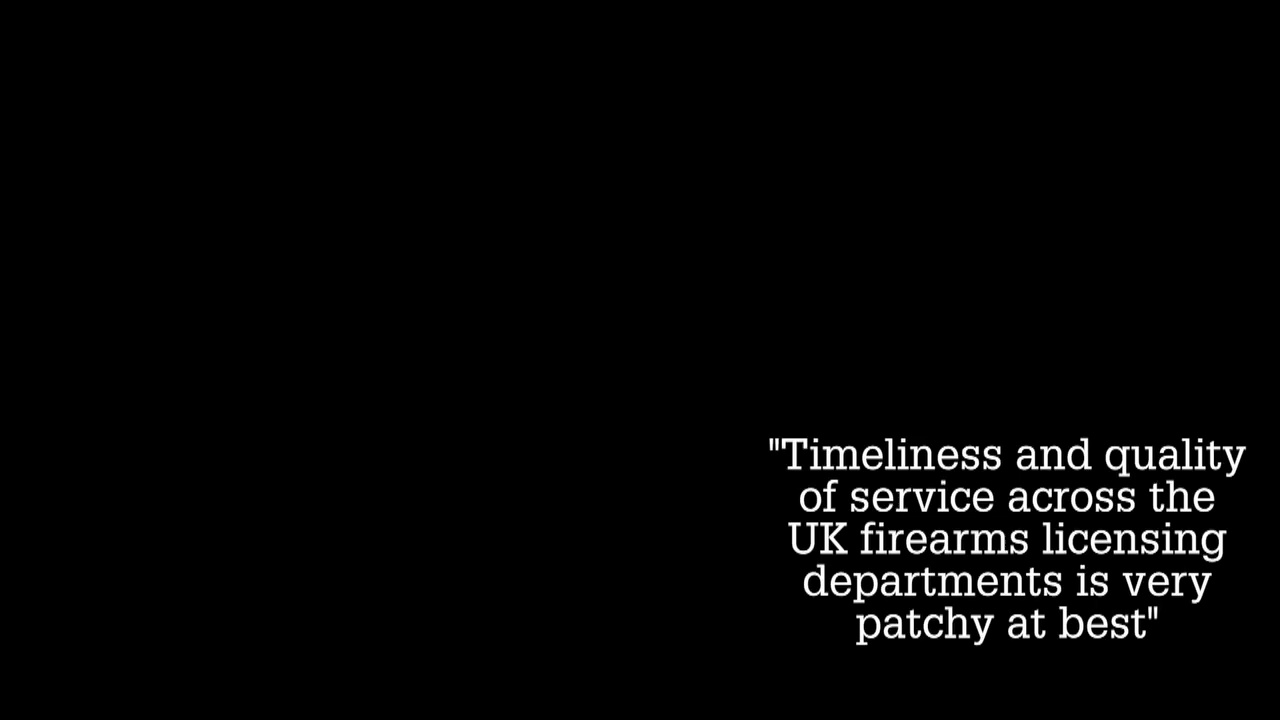 "Timeliness and quality
of service across the
UK firearms licensing
departments is very
patchy at best"